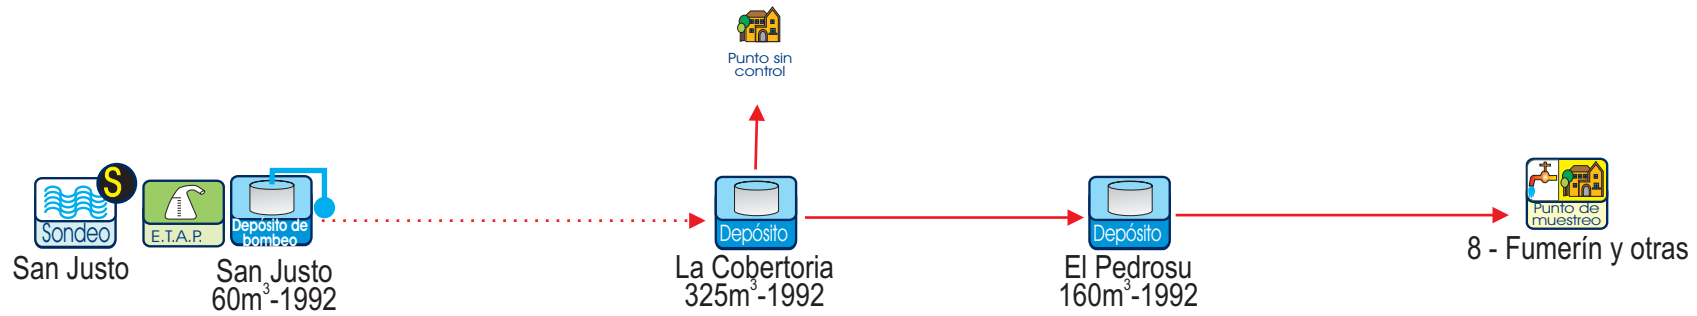 Punto sin
control
S
Sondeo
San Justo
E.T.A.P.
Depósito de
bombeo
San Justo
60m³-1992
Depósito
La Cobertoria
325m³-1992
Depósito
El Pedrosu
160m³-1992
Punto de
muestreo
8 - Fumerín y otras